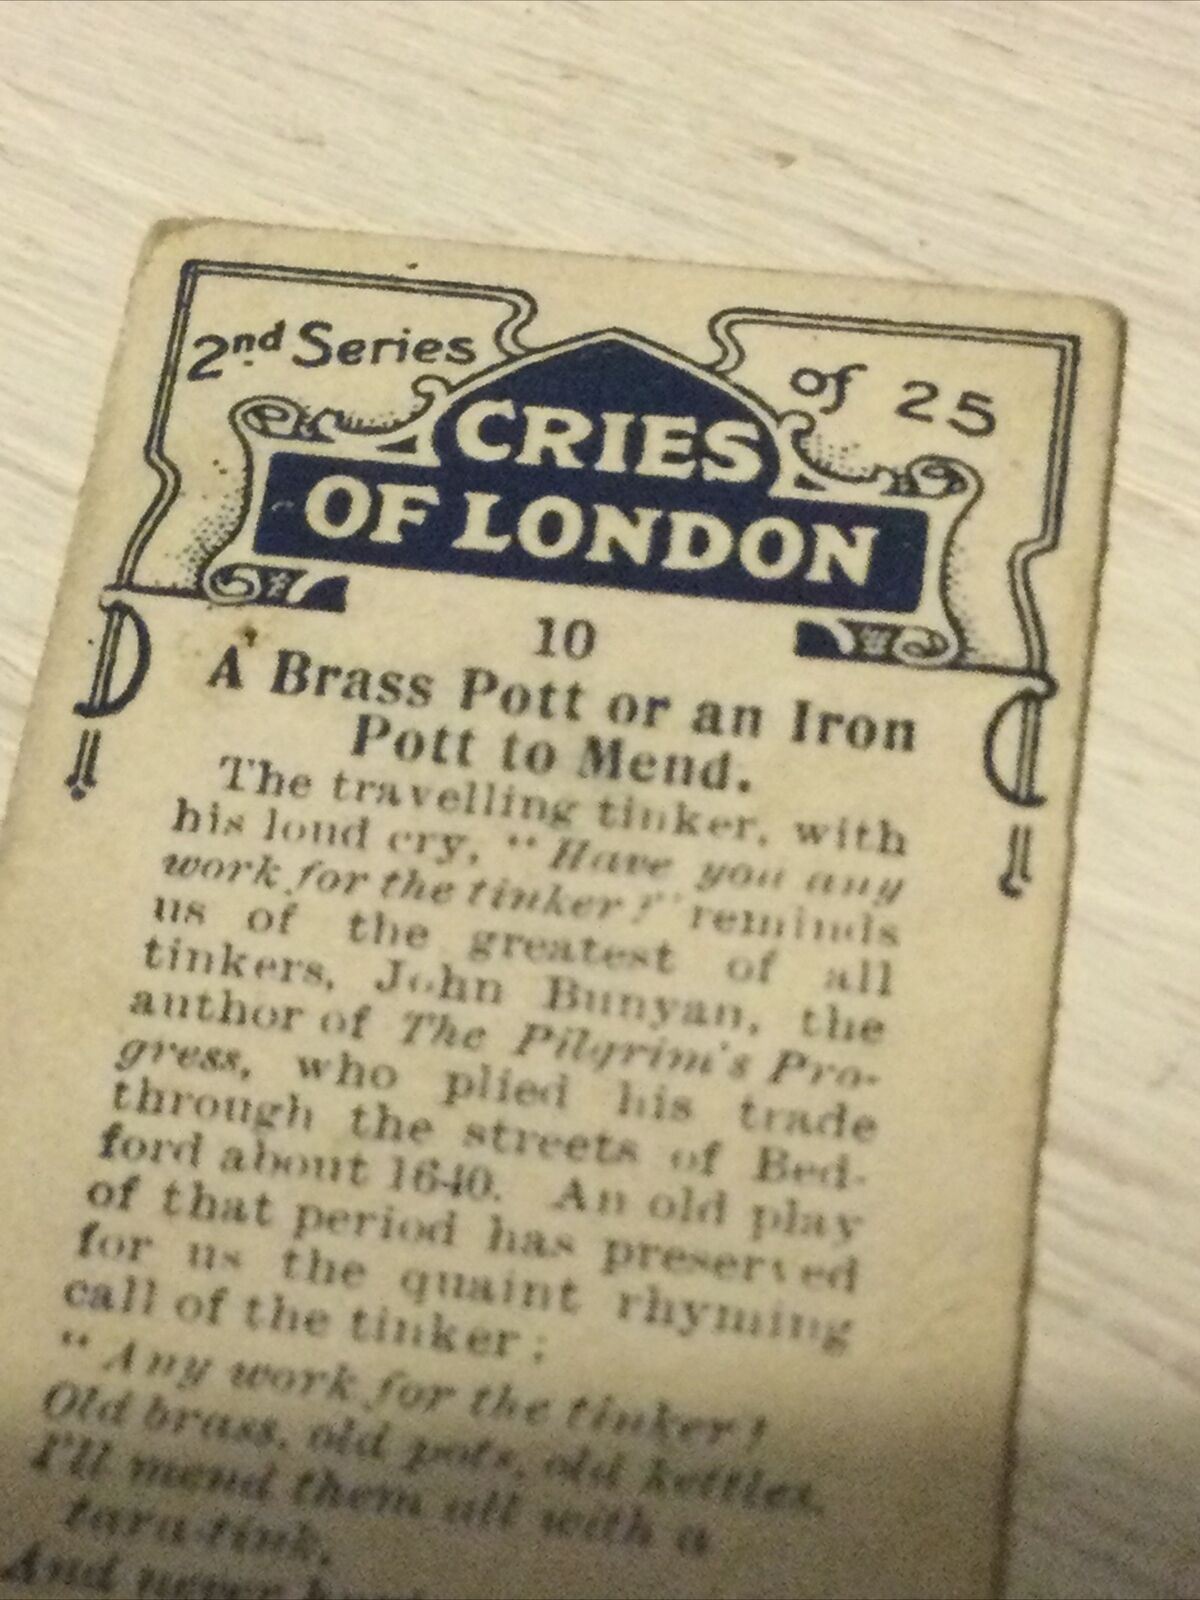 2nd Series of 25
CRIES
OF LONDON
10
A Brass Pott or an Iron
Pott to Mend.
The travelling tinker, with
his loud cry, "Have you any
work for the tinker?" reminds
us of the greatest of all
tinkers, John Bunyan, the
author of The Pilgrim's Pro-
gress, who plied his trade
through the streets of Bed-
ford about 1640. An old play
of that period has preserved
for us the quaint rhyming
call of the tinker:
"Any work for the tinker?
Old brass, old pots, old kettles,
I'll mend them all with a
tara-tink,
And never